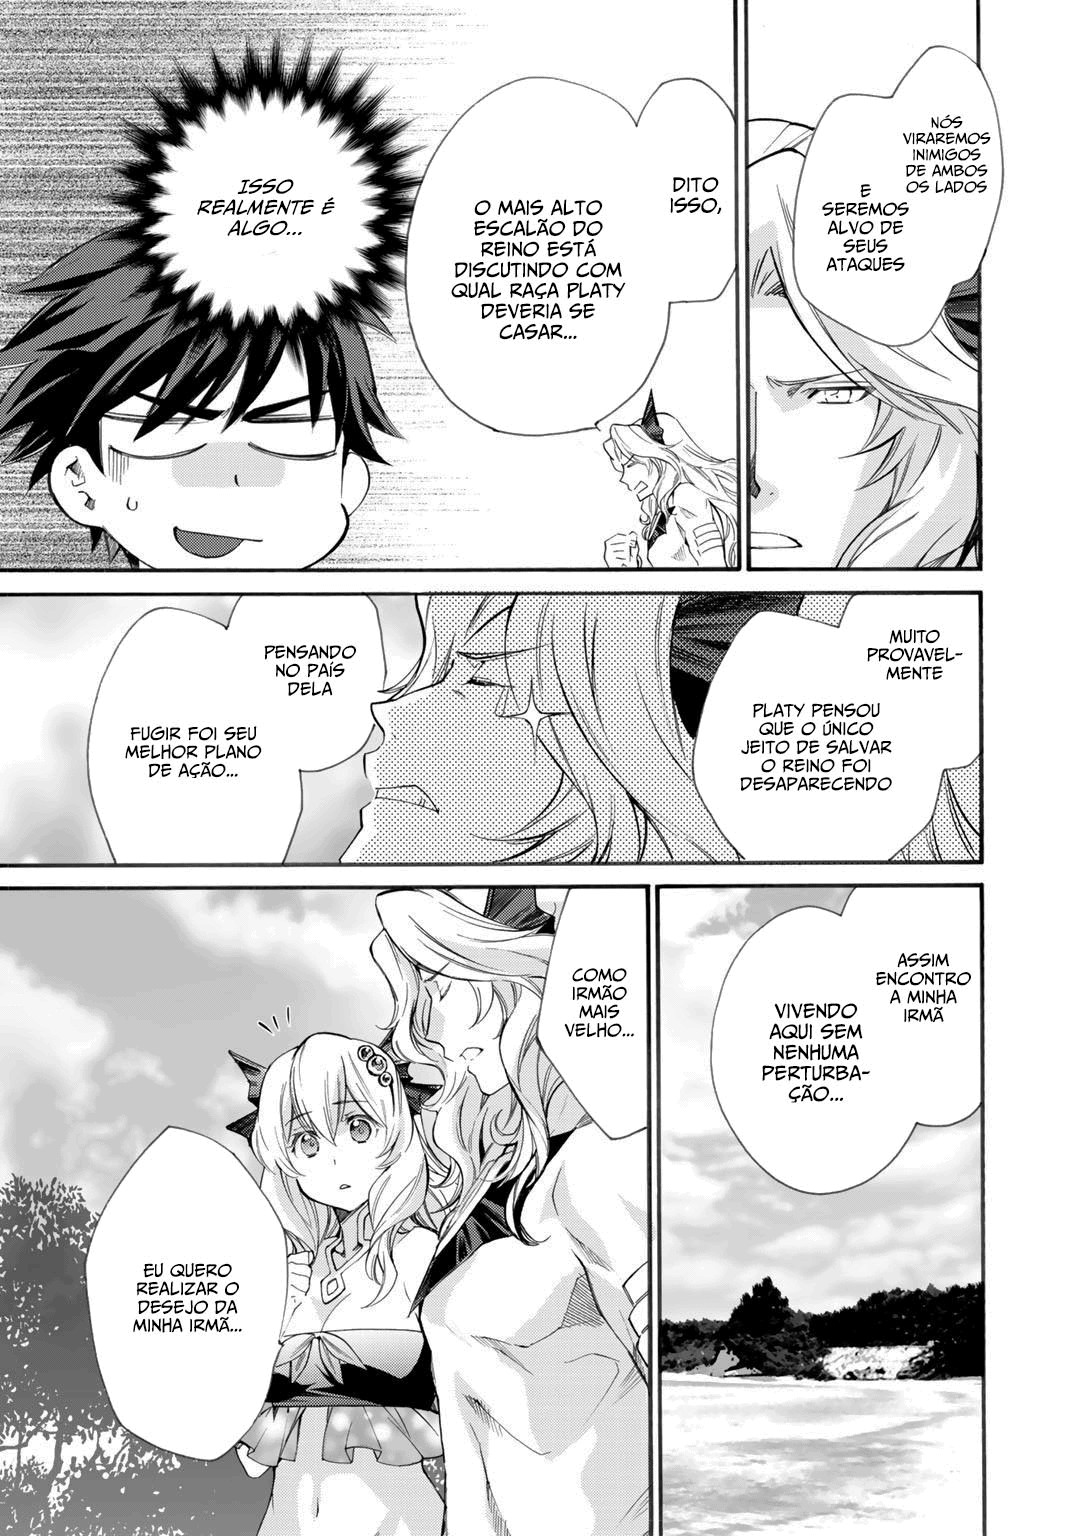 NÓS
VIRAREMOS
INIMIGOS
DE AMBOS
OS LADOS
E
SEREMOS
ALVO DE
SEUS
ATAQUES
DITO
ISSO,
O MAIS ALTO
ESCALÃO DO
REINO ESTÁ
DISCUTINDO COM
QUAL RAÇA PLATY
DEVERIA SE
CASAR...
ISSO
REALMENTE É
ALGO...
MUITO
PROVAVEL-
MENTE
PLATY PENSOU
QUE O ÚNICO
JEITO DE SALVAR
O REINO FOI
DESAPARECENDO
PENSANDO
NO PAÍS
DELA
FUGIR FOI SEU
MELHOR PLANO
DE AÇÃO...
ASSIM
ENCONTRO
A MINHA
IRMÃ
VIVENDO
AQUI SEM
NENHUMA
PERTURBA-
ÇÃO...
COMO
IRMÃO
MAIS
VELHO...
EU QUERO
REALIZAR O
DESEJO DA
MINHA IRMÃ...